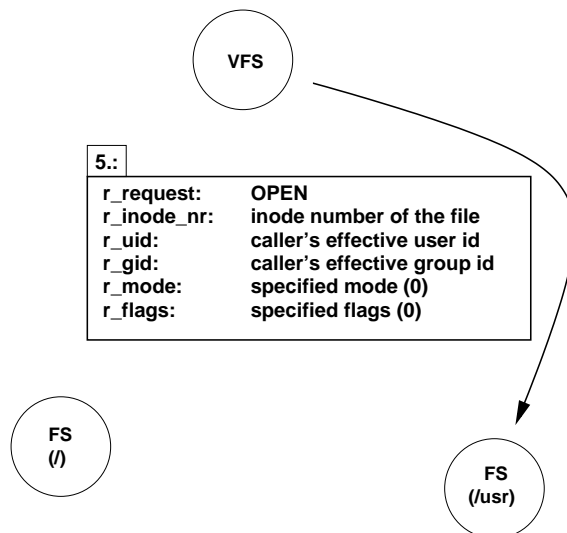 VFS
5.:
r_request: OPEN
r_inode_nr: inode number of the file
r_uid: caller's effective user id
r_gid: caller's effective group id
r_mode: specified mode (0)
r_flags: specified flags (0)
FS
(/)
FS
(/usr)